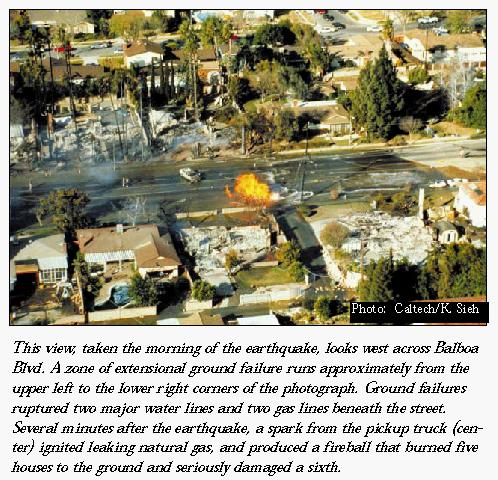 Photo: Caltech/K. Sieh
This view, taken the morning of the earthquake, looks west across Balboa
Blvd. A zone of extensional ground failure runs approximately from the
upper left to the lower right corners of the photograph. Ground failures
ruptured two major water lines and two gas lines beneath the street.
Several minutes after the earthquake, a spark from the pickup truck (cen-
ter) ignited leaking natural gas, and produced a fireball that burned five
houses to the ground and seriously damaged a sixth.